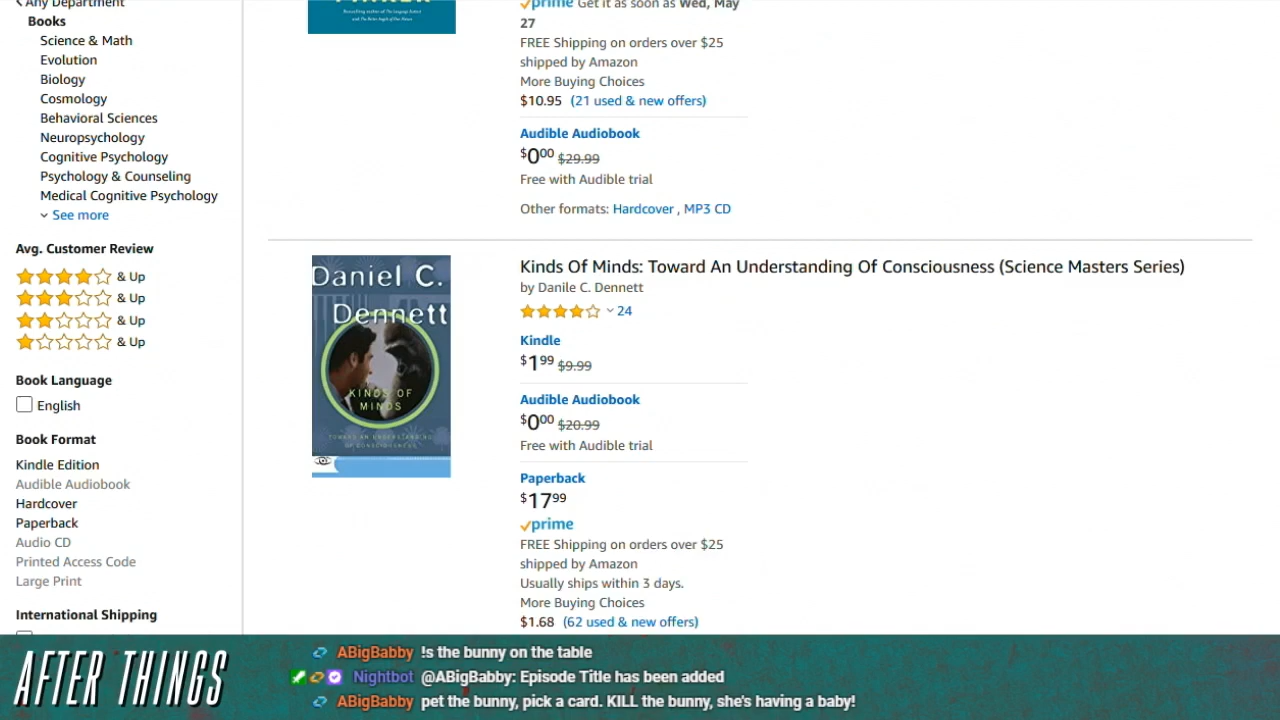 Any Department
Books
Science & Math
Evolution
Biology
Cosmology
Behavioral Sciences
Neuropsychology
Cognitive Psychology
Psychology & Counseling
Medical Cognitive Psychology
See more
Avg. Customer Review
& Up
& Up
& Up
& Up
Book Language
English
Book Format
Kindle Edition
Audible Audiobook
Hardcover
Paperback
Audio CD
Printed Access Code
Large Print
International Shipping
prime Get it as soon as Wed, May
27
FREE Shipping on orders over $25
shipped by Amazon
More Buying Choices
$10.95 (21 used & new offers)
Audible Audiobook
$0.00 $29.99
Free with Audible trial
Other formats: Hardcover , MP3 CD
Daniel C.
Dennett
KINDS OF
MINDS
TOWARD AN UNDERSTANDING
OF CONSCIOUSNESS
Kinds Of Minds: Toward An Understanding Of Consciousness (Science Masters Series)
by Danile C. Dennett
24
Kindle
$1.99 $9.99
Audible Audiobook
$0.00 $20.99
Free with Audible trial
Paperback
$17.99
prime
FREE Shipping on orders over $25
shipped by Amazon
Usually ships within 3 days.
More Buying Choices
$1.68 (62 used & new offers)
AFTER THINGS
ABigBabby !s the bunny on the table
Nightbot @ABigBabby: Episode Title has been added
ABigBabby pet the bunny, pick a card. KILL the bunny, she's having a baby!